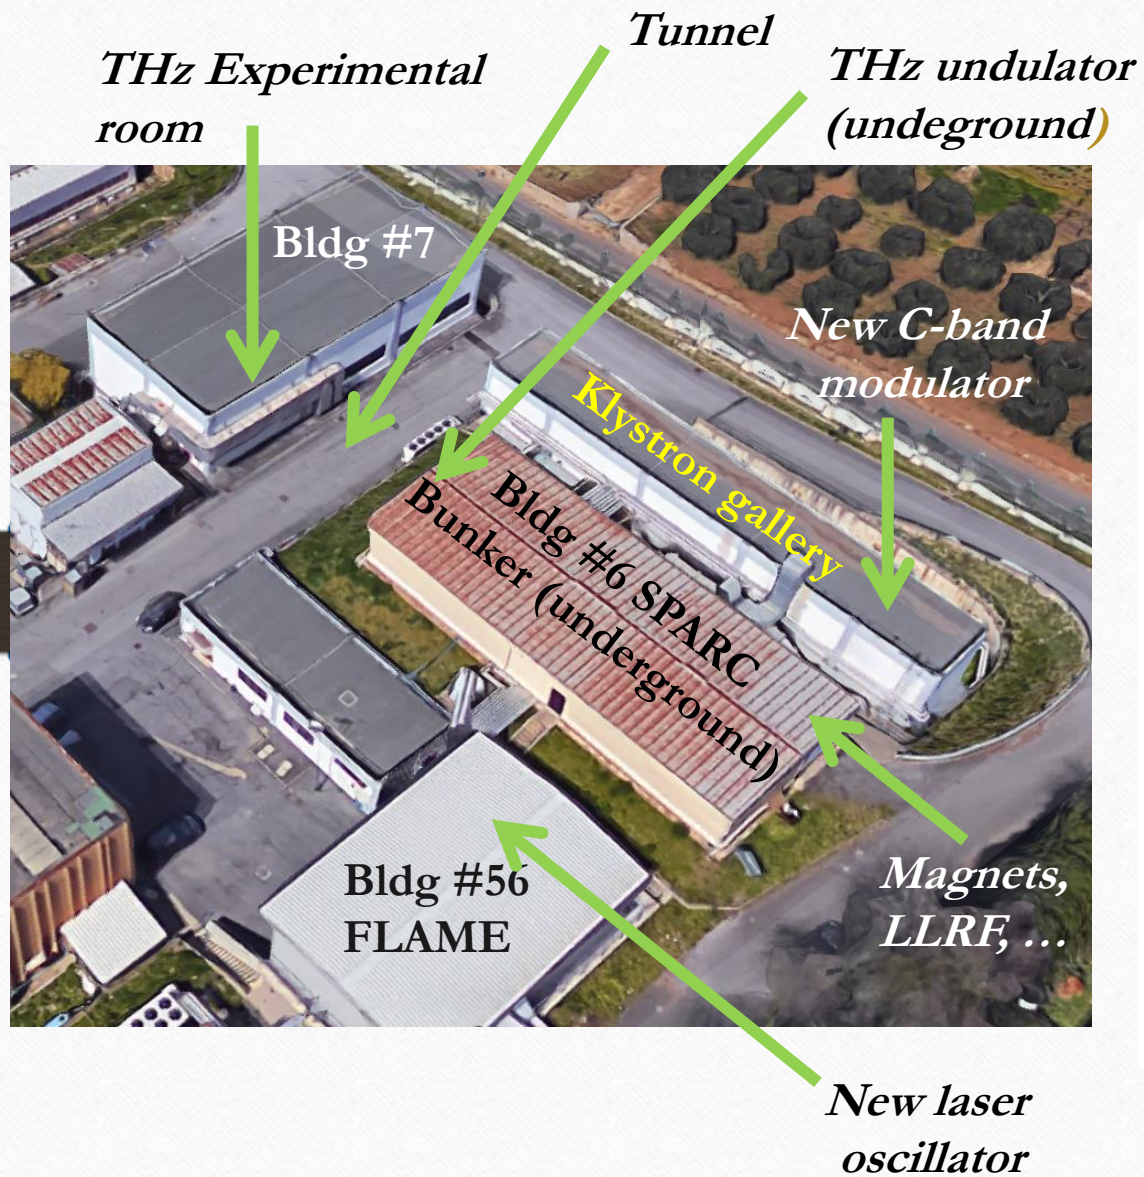 Tunnel
THz Experimental
room
THz undulator
(undeground)
Bldg #7
New C-band
modulator
Klystron gallery
Bldg #6 SPARC
Bunker (underground)
Bldg #56
FLAME
Magnets,
LLRF, …
New laser
oscillator